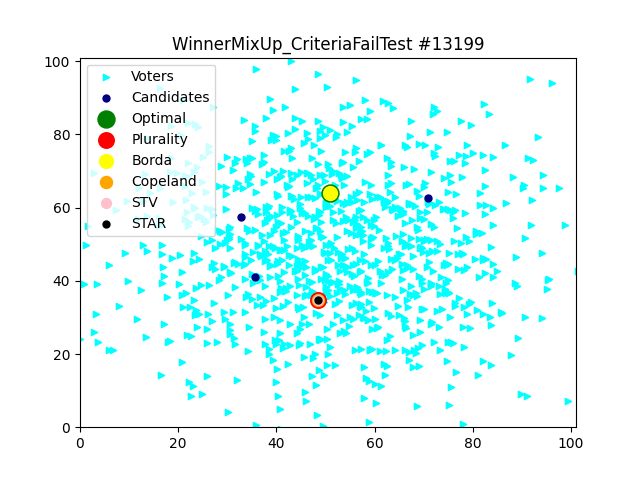 WinnerMixUp_CriteriaFailTest #13199
Voters
Candidates
Optimal
Plurality
Borda
Copeland
STV
STAR
100
80
60
40
20
0
0 20 40 60 80 100